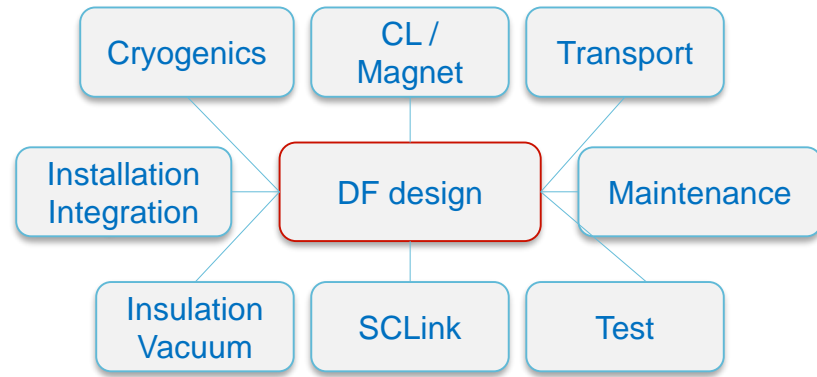 Cryogenics
CL /
Magnet
Transport
Installation
Integration
DF design
Maintenance
Insulation
Vacuum
SCLink
Test